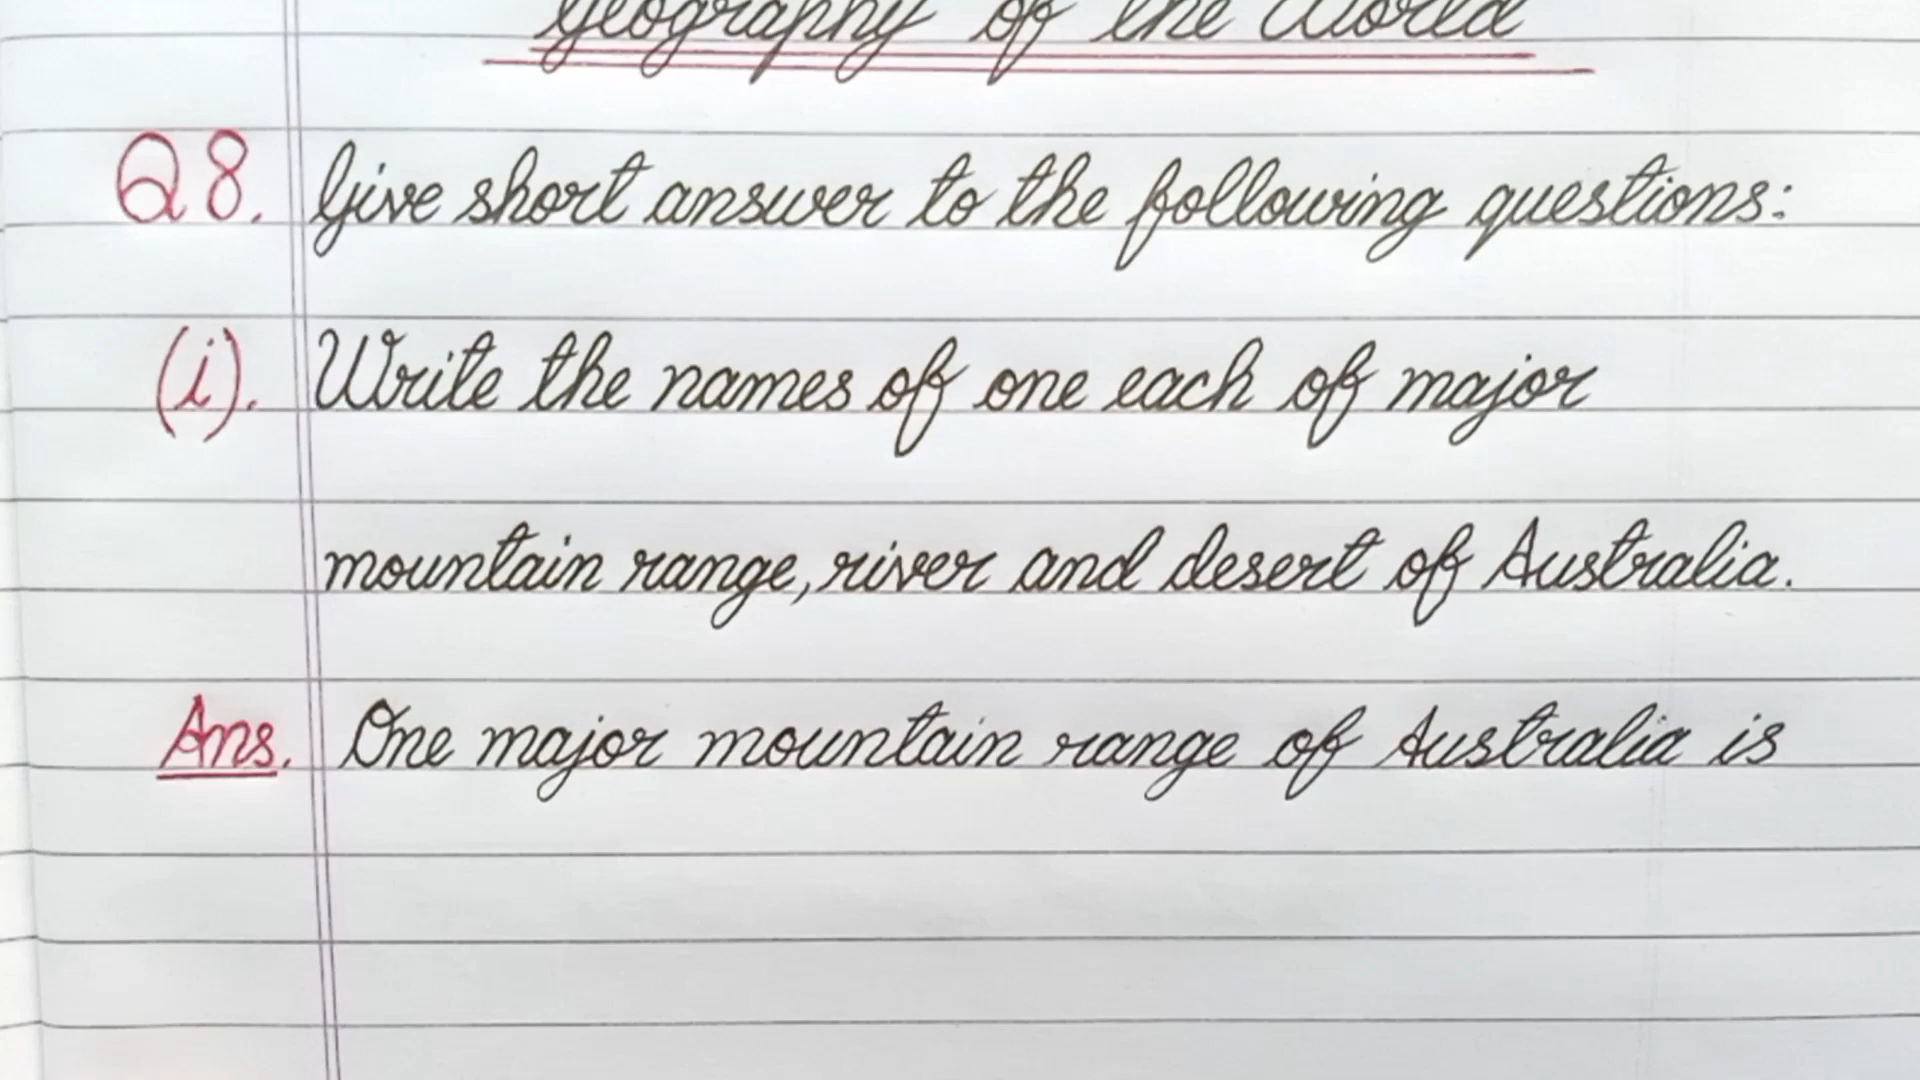 Geography of the World
Q8. Give short answer to the following questions:
(i). Write the names of one each of major
mountain range, river and desert of Australia.
Ans. One major mountain range of Australia is